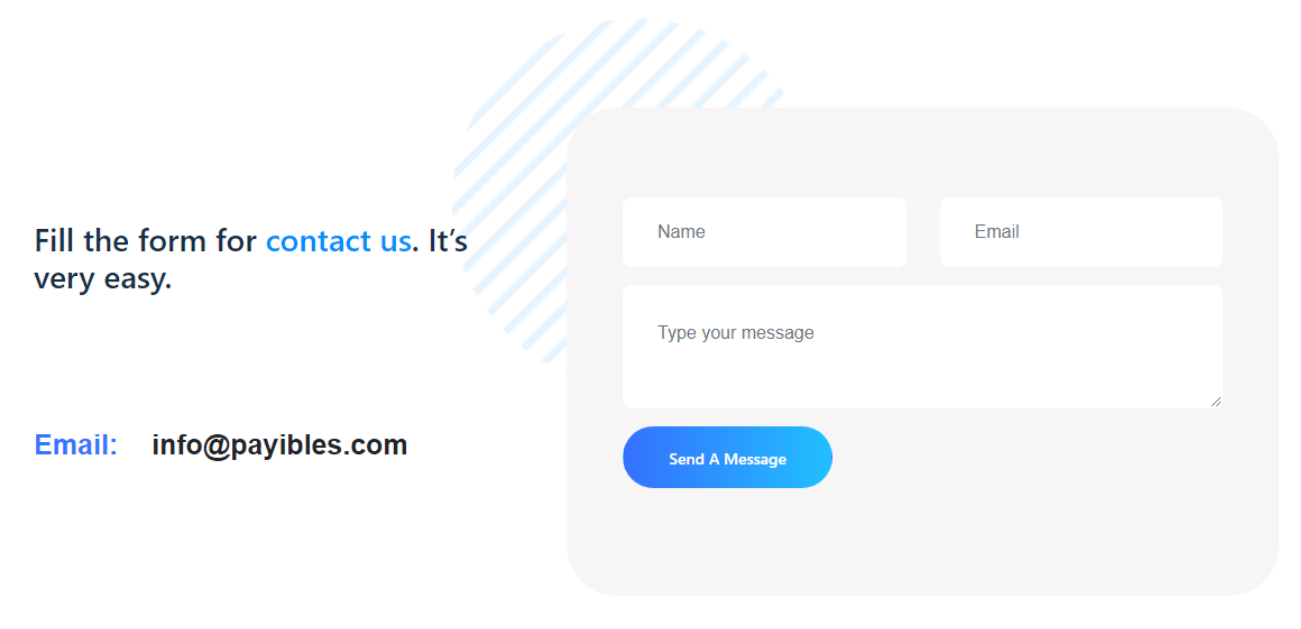 Fill the form for contact us. It’s
very easy.
Email: info@payibles.com
Name
Email
Type your message
Send A Message